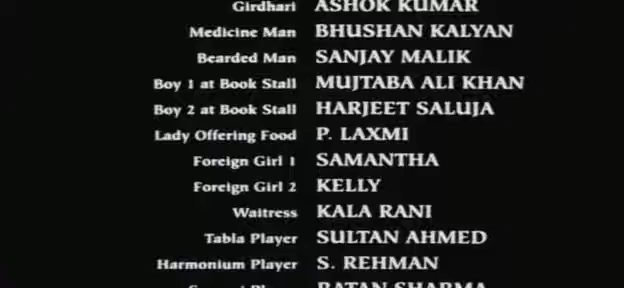 Girdhari ASHOK KUMAR
Medicine Man BHUSHAN KALYAN
Bearded Man SANJAY MALIK
Boy 1 at Book Stall MUJTABA ALI KHAN
Boy 2 at Book Stall HARJEET SALUJA
Lady Offering Food P. LAXMI
Foreign Girl 1 SAMANTHA
Foreign Girl 2 KELLY
Waitress KALA RANI
Tabla Player SULTAN AHMED
Harmonium Player S. REHMAN
RATAN SHARMA